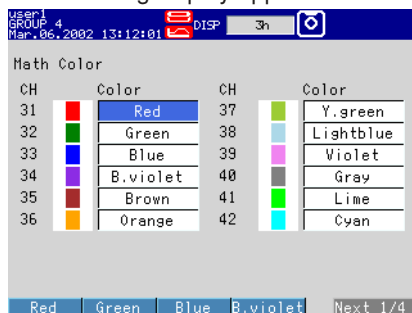 user1
GROUP 4
Mar.06.2002 13:12:01 DISP 3h
Math Color
CH Color CH Color
31 Red 37 Y.green
32 Green 38 Lightblue
33 Blue 39 Violet
34 B.violet 40 Gray
35 Brown 41 Lime
36 Orange 42 Cyan
Red Green Blue B.violet Next 1/4